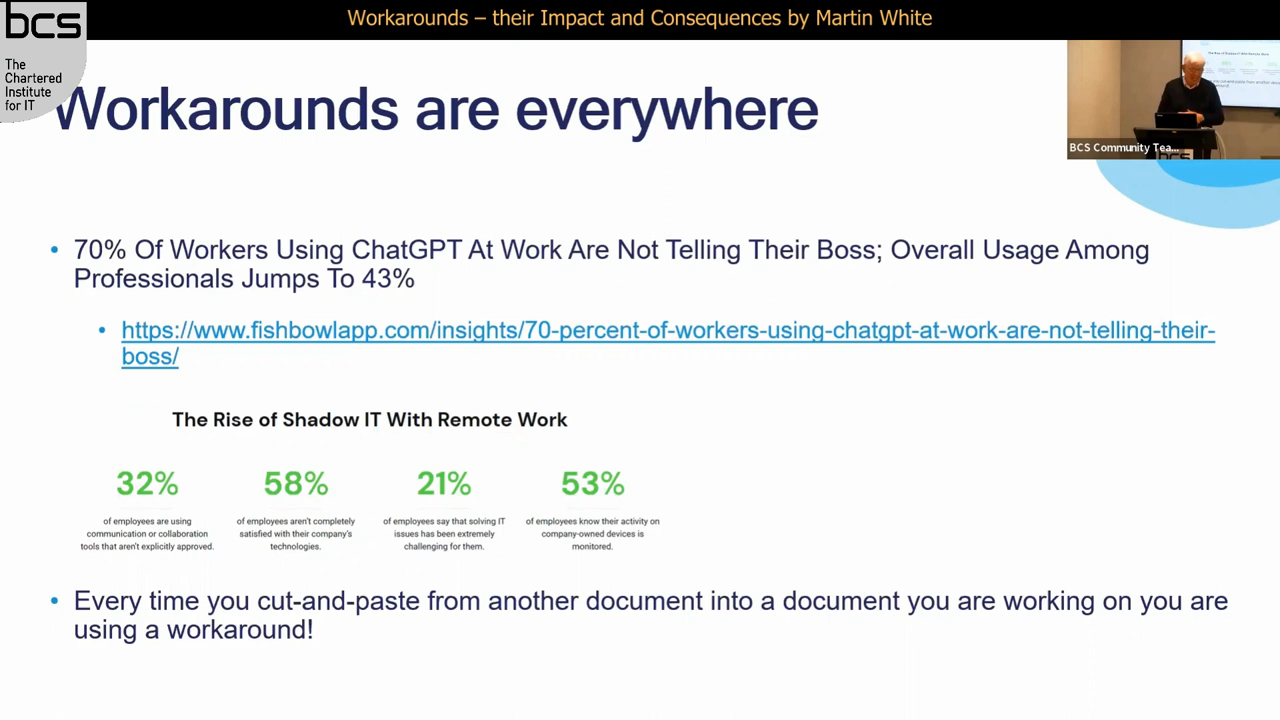 Workarounds – their Impact and Consequences by Martin White
bcs
The
Chartered
Institute
for IT
Workarounds are everywhere
BCS Community Tea...
• 70% Of Workers Using ChatGPT At Work Are Not Telling Their Boss; Overall Usage Among
Professionals Jumps To 43%
• https://www.fishbowlapp.com/insights/70-percent-of-workers-using-chatgpt-at-work-are-not-telling-their-
boss/
The Rise of Shadow IT With Remote Work
32% 58% 21% 53%
of employees are using of employees aren't completely of employees say that solving IT of employees know their activity on
communication or collaboration satisfied with their company's issues has been extremely company-owned devices is
tools that aren't explicitly approved. technologies. challenging for them. monitored.
• Every time you cut-and-paste from another document into a document you are working on you are
using a workaround!